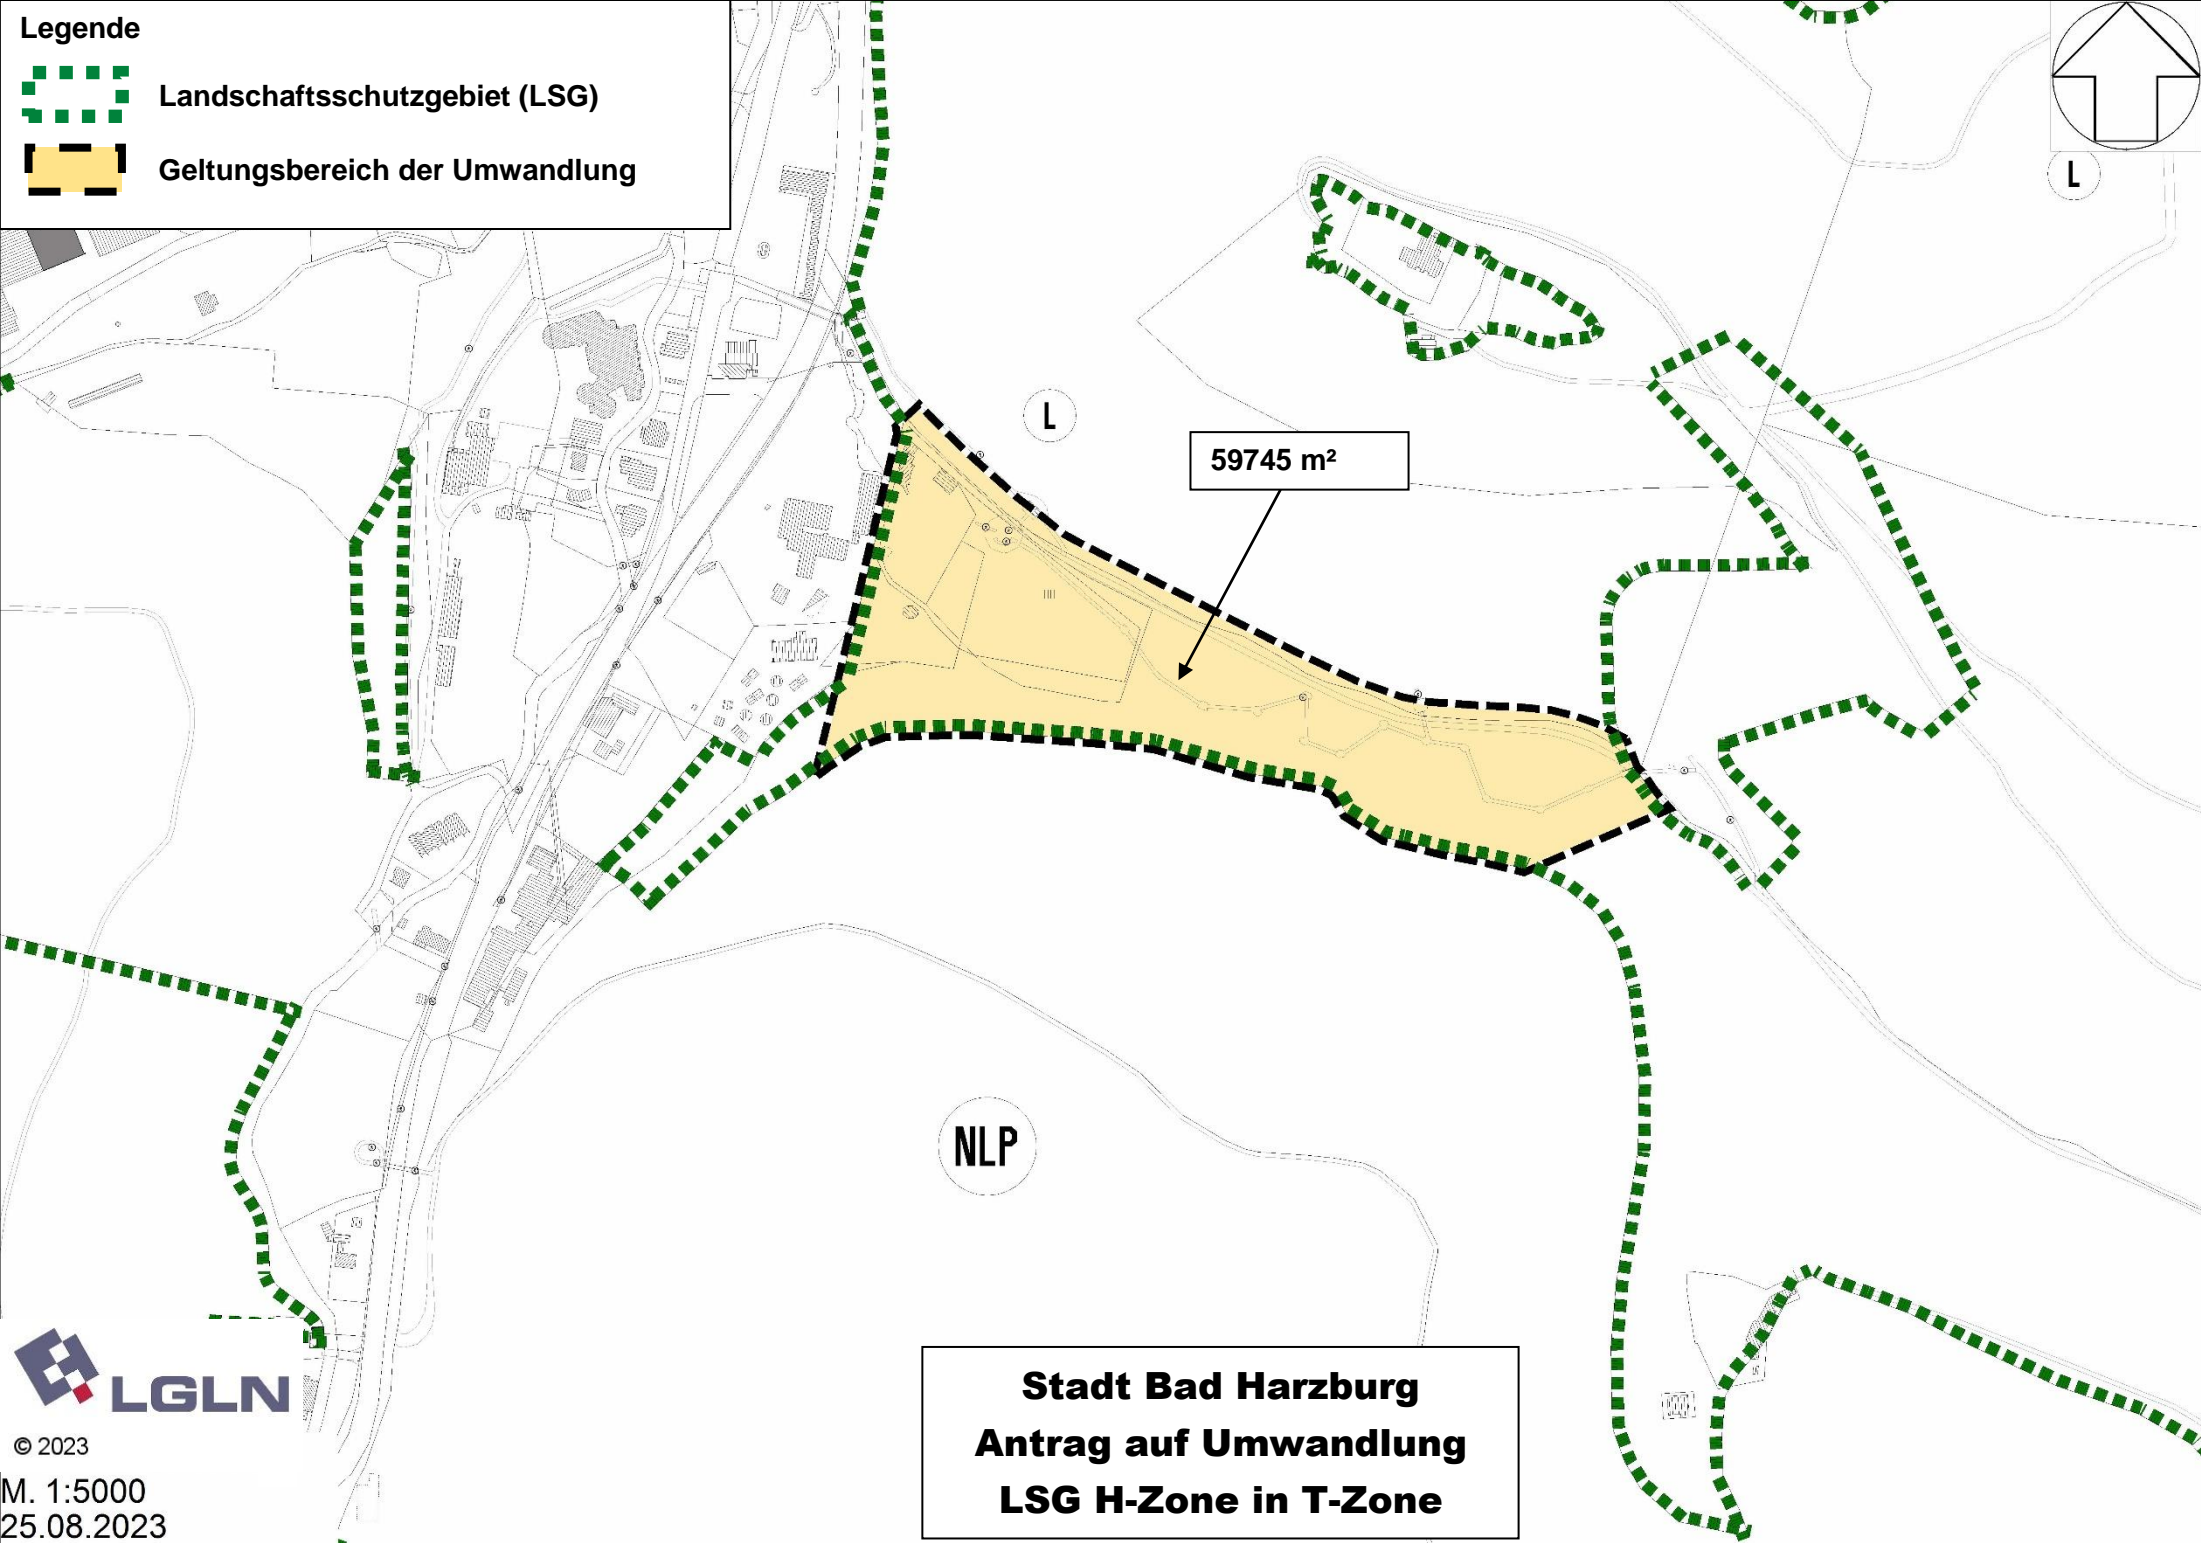 Legende
Landschaftsschutzgebiet (LSG)
Geltungsbereich der Umwandlung
L
L
59745 m²
NLP
LGLN
© 2023
M. 1:5000
25.08.2023
Stadt Bad Harzburg
Antrag auf Umwandlung
LSG H-Zone in T-Zone